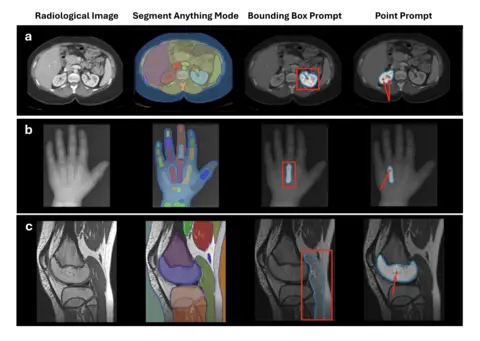 Radiological Image Segment Anything Mode Bounding Box Prompt Point Prompt
a
b
c